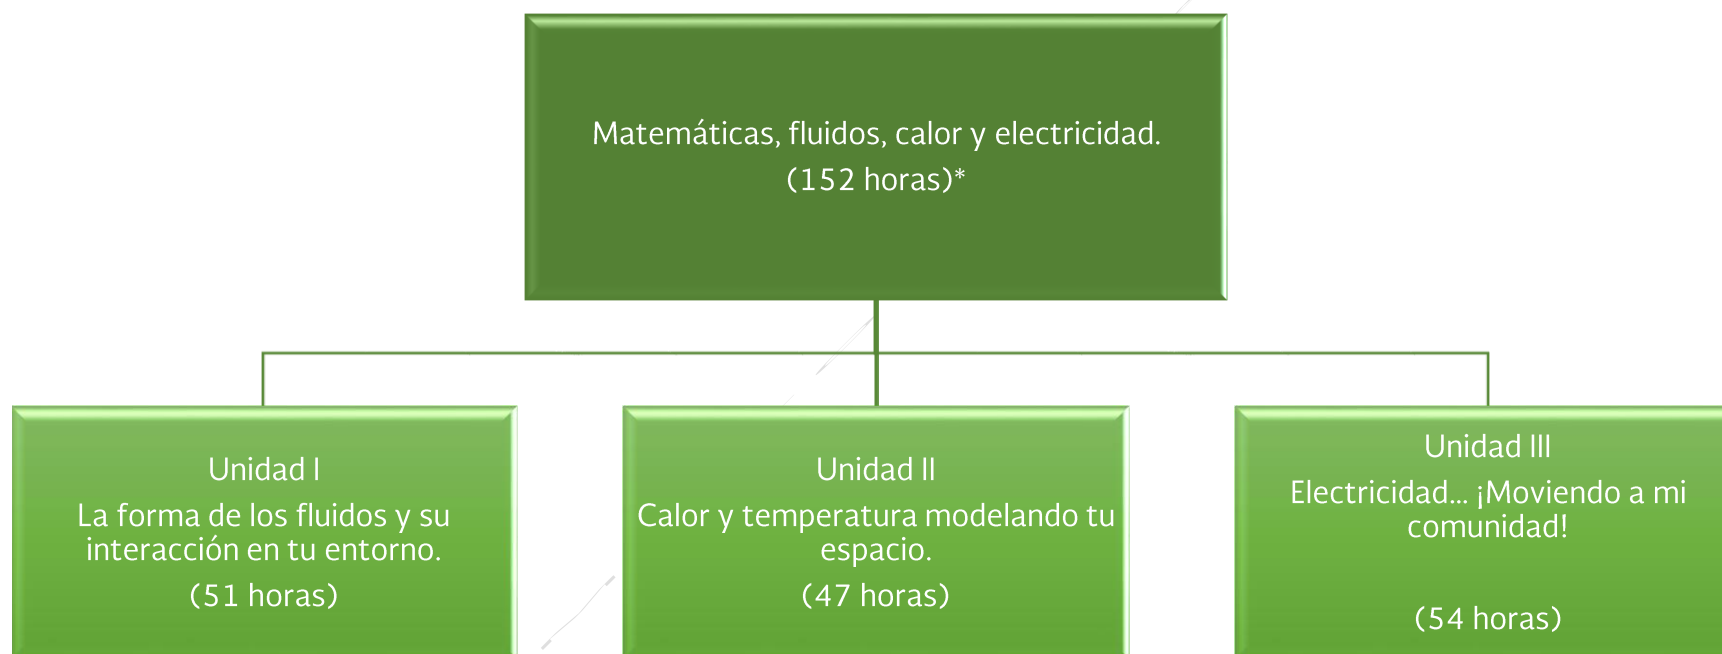 Matemáticas, fluidos, calor y electricidad.
(152 horas)*
Unidad I
La forma de los fluidos y su
interacción en tu entorno.
(51 horas)
Unidad II
Calor y temperatura modelando tu
espacio.
(47 horas)
Unidad III
Electricidad... ¡Moviendo a mi
comunidad!
(54 horas)